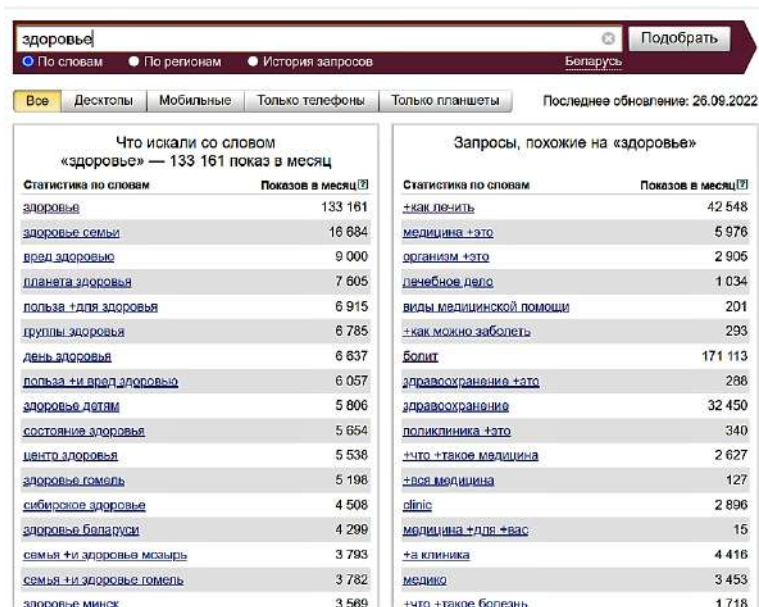 здоровье
Подобрать
По словам По регионам История запросов Беларусь
Все Десктопы Мобильные Только телефоны Только планшеты Последнее обновление: 26.09.2022
Что искали со словом
«здоровье» — 133 161 показ в месяц
Статистика по словам Показов в месяц [?]
здоровье 133 161
здоровье семьи 16 684
вред здоровью 9 000
планета здоровья 7 605
польза +для здоровья 6 915
группы здоровья 6 785
день здоровья 6 637
польза +и вред здоровью 6 057
здоровье детям 5 806
состояние здоровья 5 654
центр здоровья 5 538
здоровье гомель 5 198
сибирское здоровье 4 508
здоровье беларуси 4 299
семья +и здоровье мозырь 3 793
семья +и здоровье гомель 3 782
здоровье минск 3 569
Запросы, похожие на «здоровье»
Статистика по словам Показов в месяц [?]
+как лечить 42 548
медицина +это 5 976
организм +это 2 905
лечебное дело 1 034
виды медицинской помощи 201
+как можно заболеть 293
болит 171 113
здравоохранение +это 288
здравоохранение 32 450
поликлиника +это 340
+что +такое медицина 2 627
+вся медицина 127
clinic 2 896
медицина +для +вас 15
+а клиника 4 416
медико 3 453
+что +такое болезнь 1 718